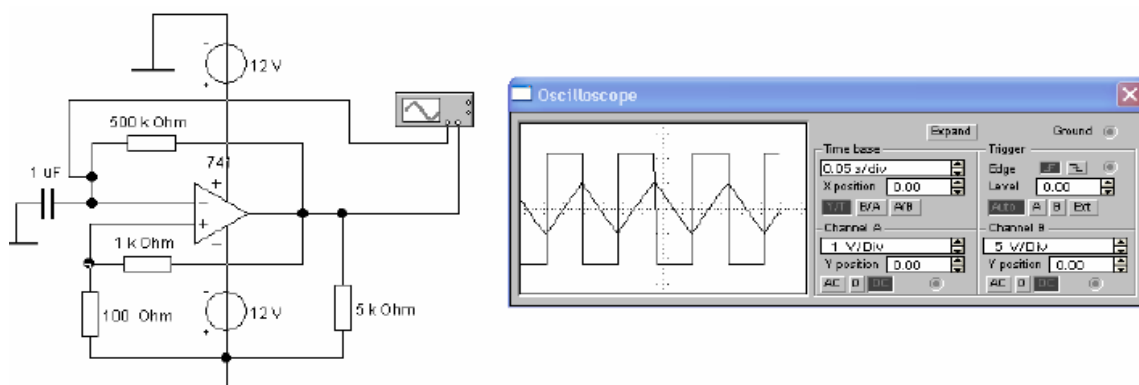 12 V
500 k Ohm
1 uF
741
1 k Ohm
100 Ohm
12 V
5 k Ohm
Oscilloscope
Expand
Ground
Time base
0.05 s/div
X position 0.00
Y/T B/A A/B
Trigger
Edge
Level 0.00
Auto A B Ext
Channel A
1 V/Div
Y position 0.00
AC 0 DC
Channel B
5 V/Div
Y position 0.00
AC 0 DC